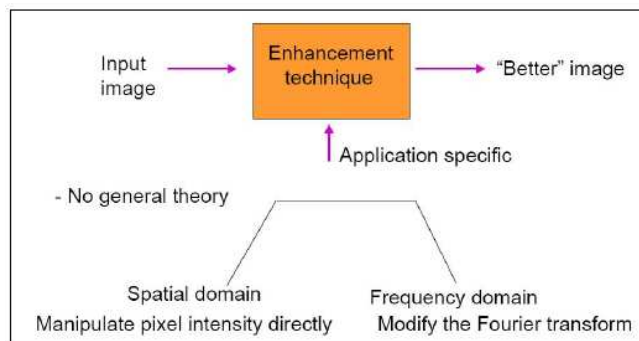 Input
image
Enhancement
technique
“Better” image
Application specific
- No general theory
Spatial domain
Manipulate pixel intensity directly
Frequency domain
Modify the Fourier transform